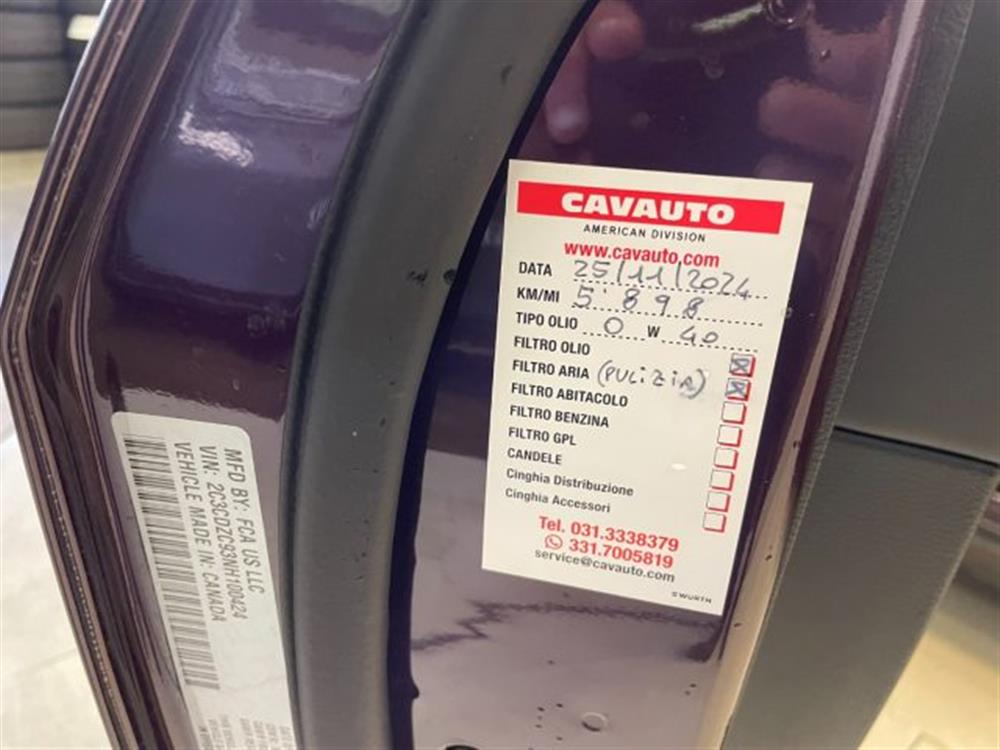 CAVAUTO
AMERICAN DIVISION
www.cavauto.com
DATA 25/11/2024
KM/MI 5'898
TIPO OLIO 0 W 40
FILTRO OLIO
FILTRO ARIA (PULIZIA)
FILTRO ABITACOLO
FILTRO BENZINA
FILTRO GPL
CANDELE
Cinghia Distribuzione
Cinghia Accessori
Tel. 031.3338379
331.7005819
service@cavauto.com
WÜRTH
MFD BY: FCA US LLC
VIN: 2C3CDZC93NH100424
VEHICLE MADE IN: CANADA